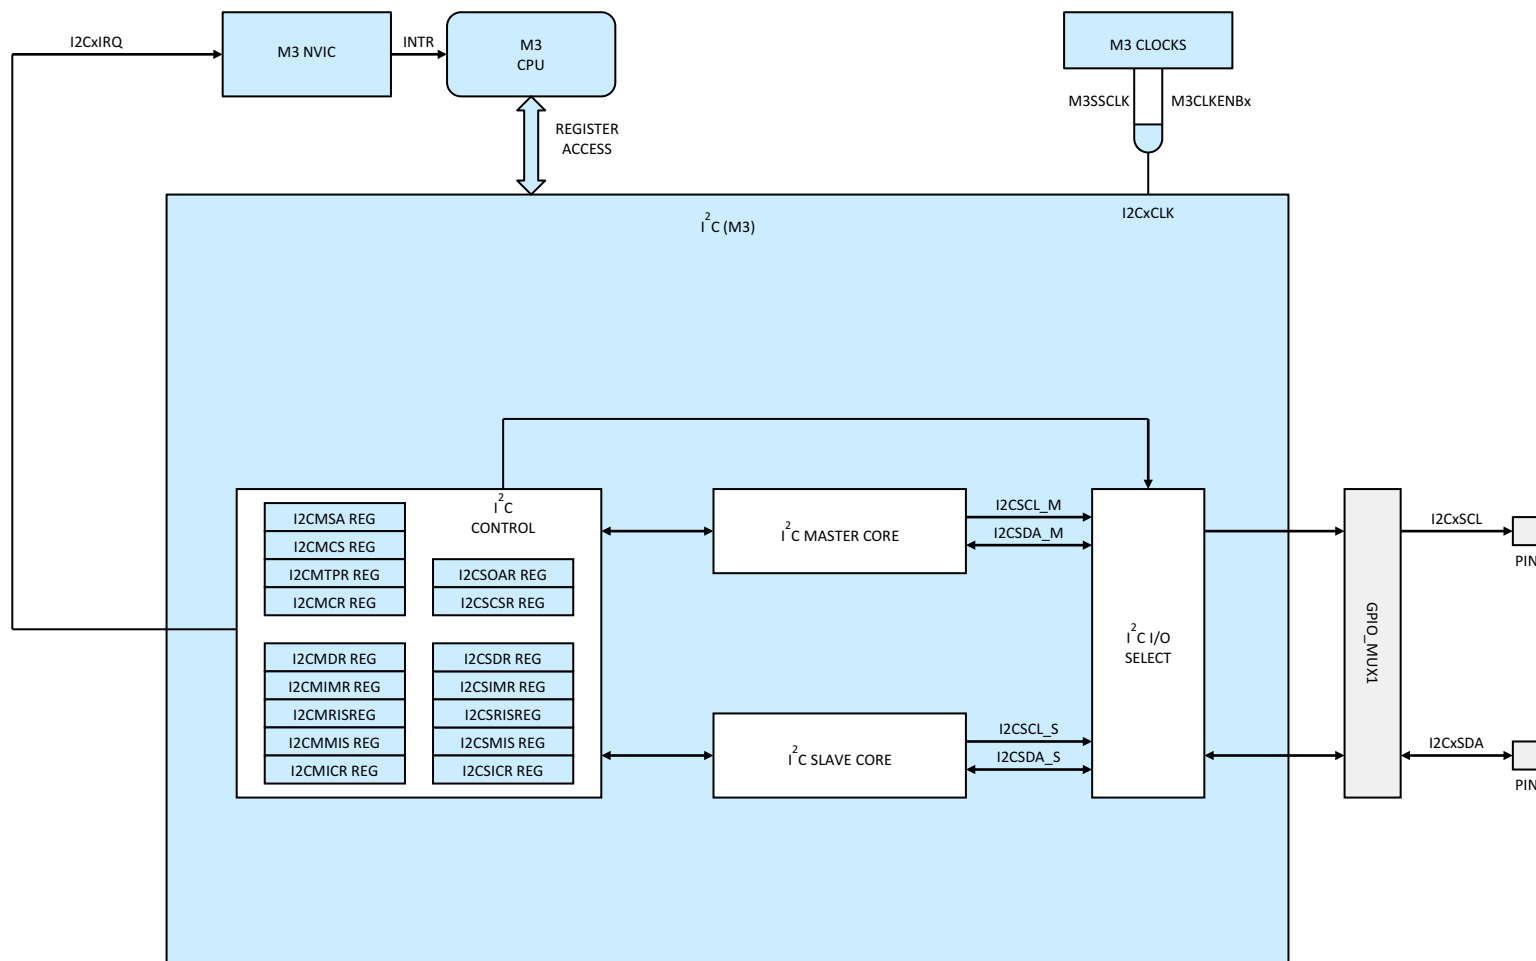 I2CxIRQ
M3 NVIC
INTR
M3
CPU
M3 CLOCKS
M3SSCLK
M3CLKENBx
REGISTER
ACCESS
I2CxCLK
I²C (M3)
I²C
CONTROL
I2CMSA REG
I2CMCS REG
I2CMTPR REG
I2CMCR REG
I2CSOAR REG
I2CSCSR REG
I2CMDR REG
I2CMIMR REG
I2CMRISREG
I2CMMIS REG
I2CMICR REG
I2CSDR REG
I2CSIMR REG
I2CSRISREG
I2CSMIS REG
I2CSICR REG
I²C MASTER CORE
I2CSCL_M
I2CSDA_M
I²C SLAVE CORE
I2CSCL_S
I2CSDA_S
I²C I/O
SELECT
GPIO_MUX1
I2CxSCL
PIN
I2CxSDA
PIN